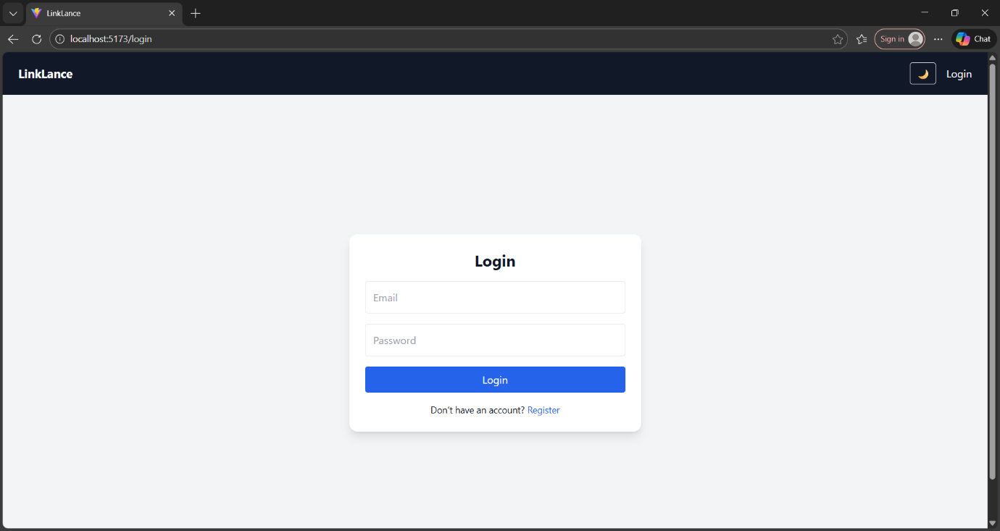 LinkLance
localhost:5173/login
Sign in
Chat
LinkLance
Login
Login
Email
Password
Login
Don't have an account? Register